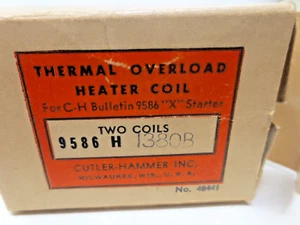 THERMAL OVERLOAD
HEATER COIL
For C-H Bulletin 9586 "X" Starter
TWO COILS
9586 H 1380B
CUTLER-HAMMER INC.
MILWAUKEE, WIS., U.S.A.
No. 48441